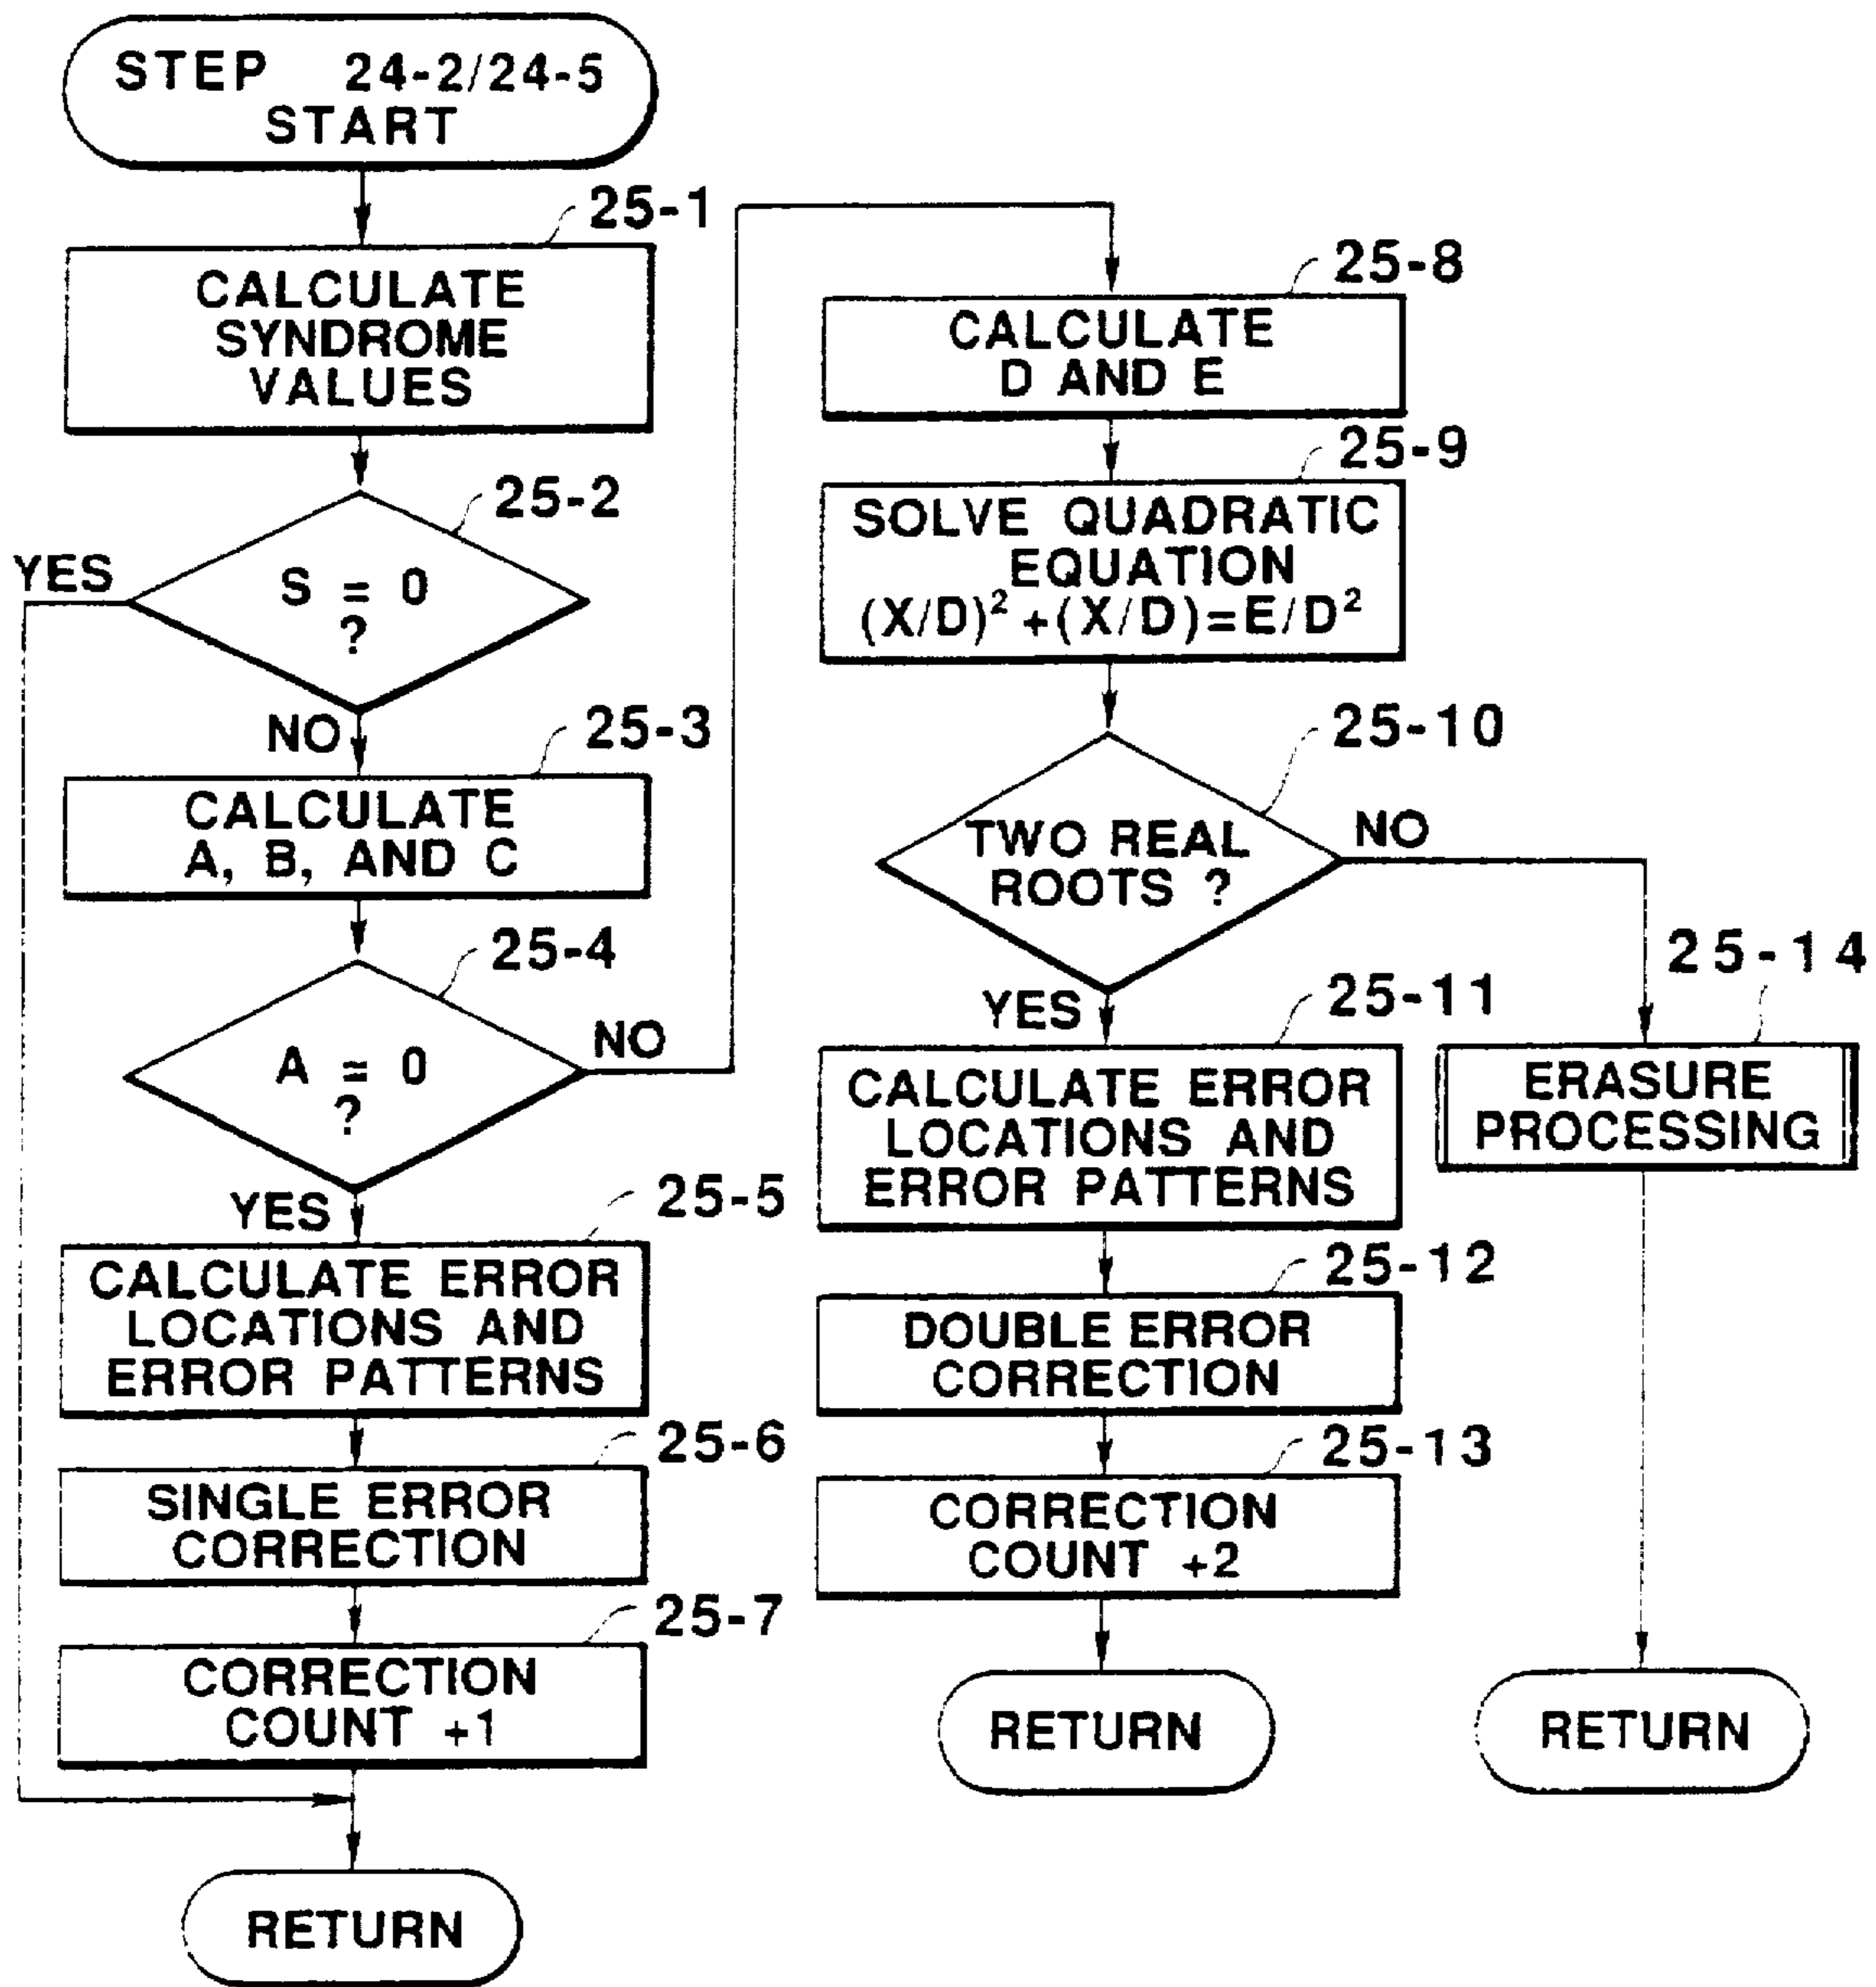 STEP 24-2/24-5
START
25-1
CALCULATE
SYNDROME
VALUES
25-2
YES
S = 0
?
NO
25-3
CALCULATE
A, B, AND C
25-4
A = 0
?
NO
YES
25-5
CALCULATE ERROR
LOCATIONS AND
ERROR PATTERNS
25-6
SINGLE ERROR
CORRECTION
25-7
CORRECTION
COUNT +1
RETURN
25-8
CALCULATE
D AND E
25-9
SOLVE QUADRATIC
EQUATION
(X/D)² + (X/D) = E/D²
25-10
TWO REAL
ROOTS ?
NO
YES
25-11
CALCULATE ERROR
LOCATIONS AND
ERROR PATTERNS
25-12
DOUBLE ERROR
CORRECTION
25-13
CORRECTION
COUNT +2
RETURN
25-14
ERASURE
PROCESSING
RETURN